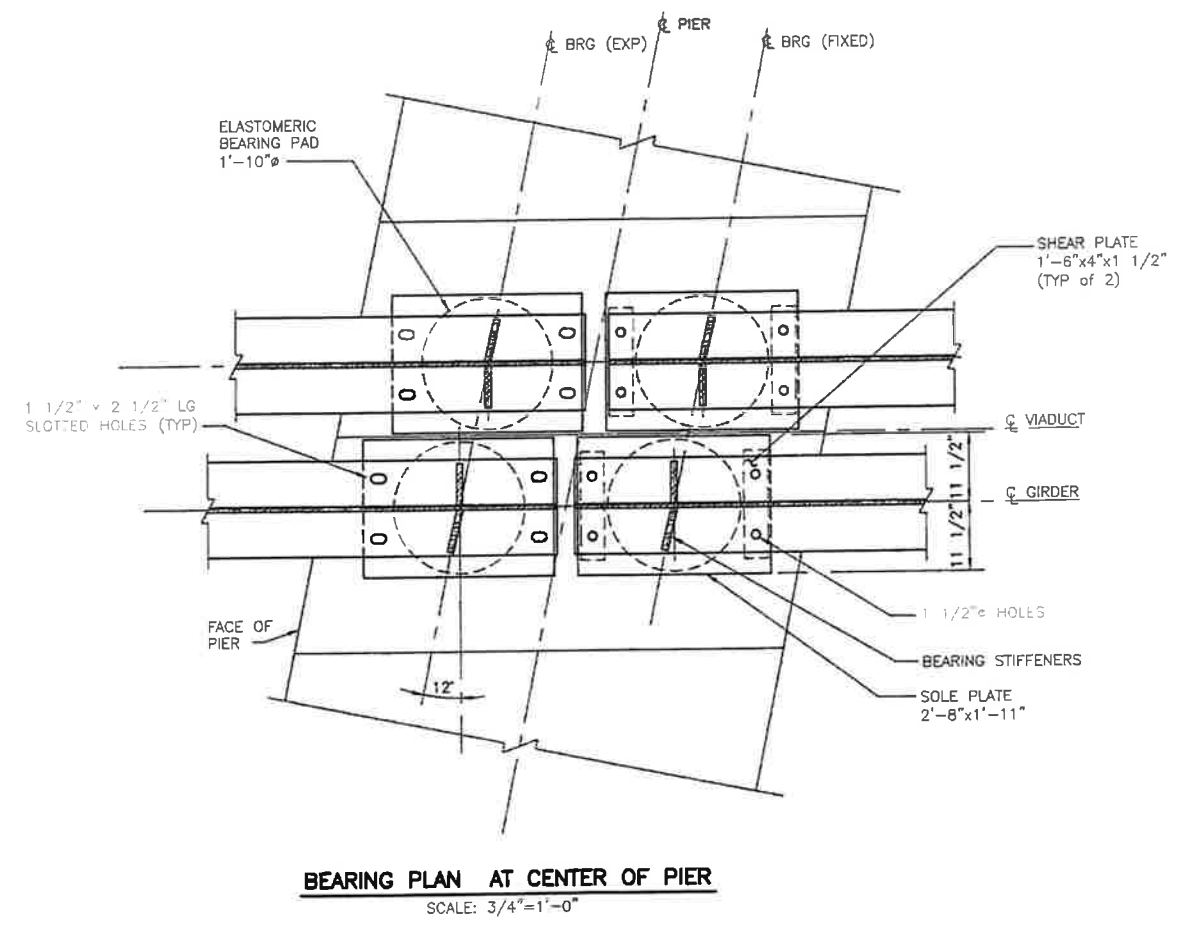 ℄ BRG (EXP)
℄ PIER
℄ BRG (FIXED)
ELASTOMERIC
BEARING PAD
1'-10"ø
SHEAR PLATE
1'-6"x4"x1 1/2"
(TYP of 2)
1 1/2" x 2 1/2" LG
SLOTTED HOLES (TYP)
℄ VIADUCT
11 1/2"
11 1/2"
℄ GIRDER
1 1/2"ø HOLES
FACE OF
PIER
BEARING STIFFENERS
12°
SOLE PLATE
2'-8"x1'-11"
BEARING PLAN AT CENTER OF PIER
SCALE: 3/4"=1'-0"